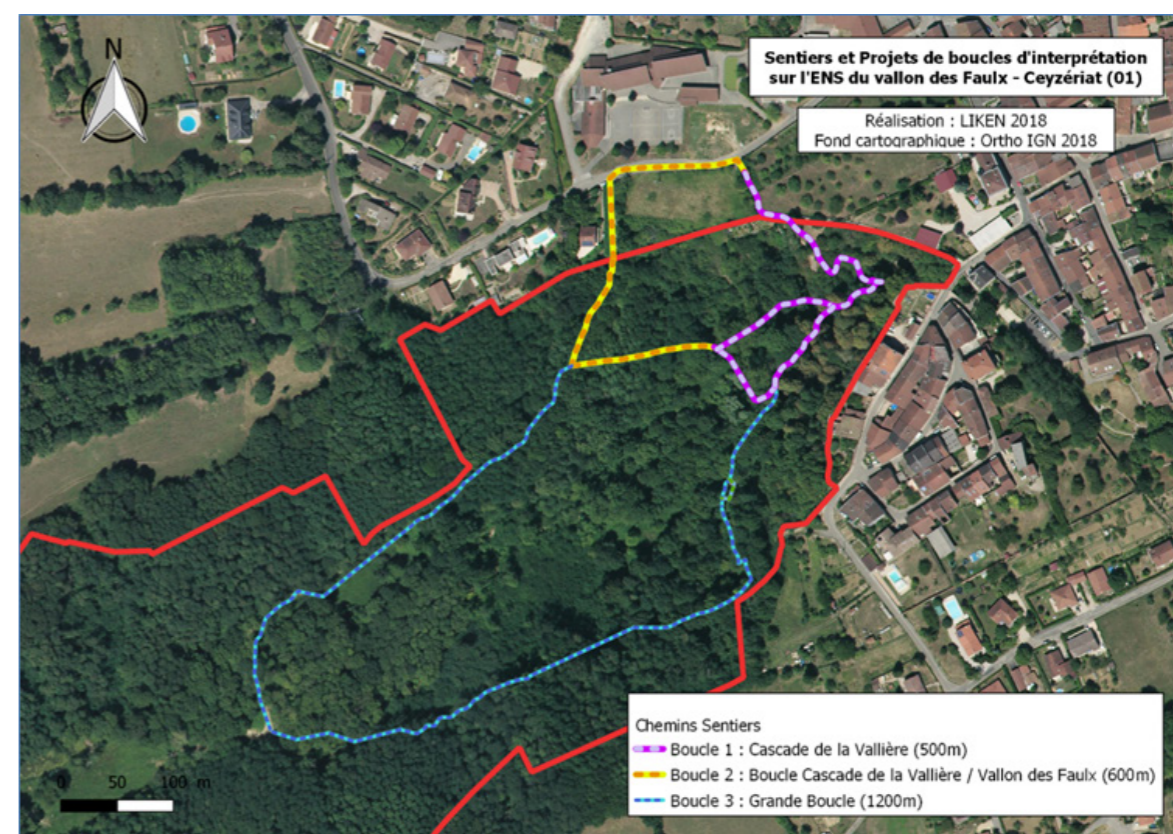 N
Sentiers et Projets de boucles d'interprétation
sur l'ENS du vallon des Faulx - Ceyzériat (01)
Réalisation : LIKEN 2018
Fond cartographique : Ortho IGN 2018
Chemins Sentiers
Boucle 1 : Cascade de la Vallière (500m)
Boucle 2 : Boucle Cascade de la Vallière / Vallon des Faulx (600m)
Boucle 3 : Grande Boucle (1200m)
0 50 100 m